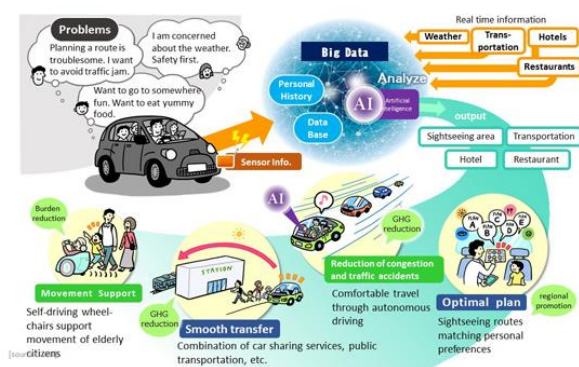 Problems
Planning a route is
troublesome. I want
to avoid traffic jam.
I am concerned
about the weather.
Safety first.
Want to go to somewhere
fun. Want to eat yummy
food.
Sensor Info.
Big Data
Personal
History
Data
Base
Analyze
AI
Artificial
Intelligence
Real time information
Weather
Trans-
portation
Hotels
Restaurants
output
Sightseeing area
Transportation
Hotel
Restaurant
Burden
reduction
Movement Support
Self-driving wheel-
chairs support
movement of elderly
citizens
STATION
GHG
reduction
Smooth transfer
Combination of car sharing services, public
transportation, etc.
AI
GHG
reduction
Reduction of congestion
and traffic accidents
Comfortable travel
through autonomous
driving
PLAN
A
PLAN
B
PLAN
C
PLAN
D
PLAN
E
Optimal plan
regional
promotion
Sightseeing routes
matching personal
preferences